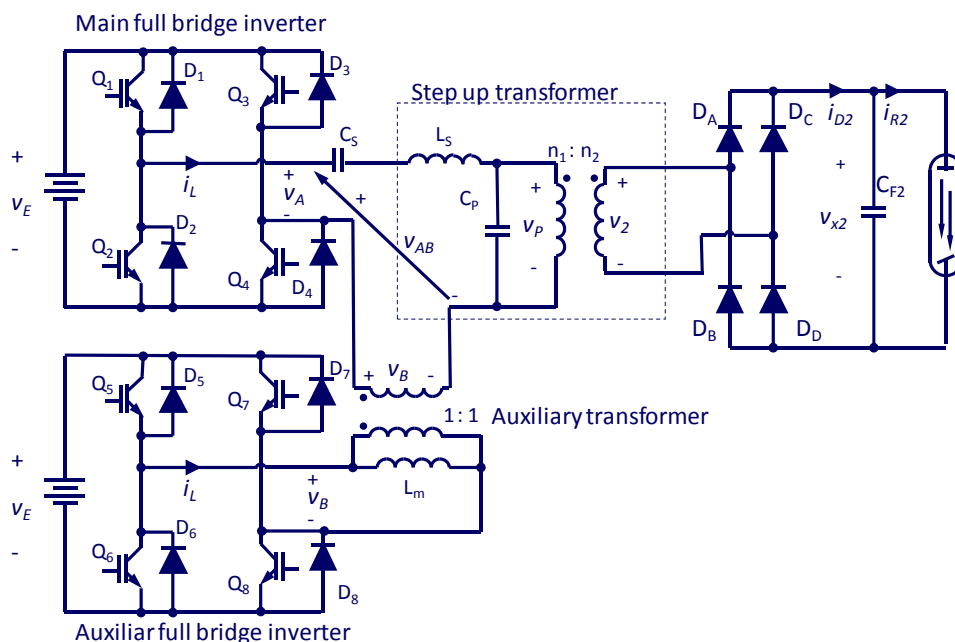 Main full bridge inverter
Q1
D1
Q3
D3
Step up transformer
CS
LS
n1 : n2
DA
DC
iD2
iR2
+
vE
-
iL
+
vA
-
+
vAB
-
CP
+
vP
-
+
v2
-
+
vx2
-
CF2
Q2
D2
Q4
D4
DB
DD
Q5
D5
Q7
D7
+ vB -
1 : 1 Auxiliary transformer
+
vE
-
iL
+
vB
-
Lm
Q6
D6
Q8
D8
Auxiliar full bridge inverter